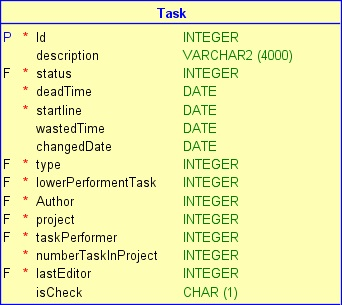 Task
P * Id INTEGER
description VARCHAR2 (4000)
F * status INTEGER
* deadTime DATE
* startline DATE
wastedTime DATE
changedDate DATE
F * type INTEGER
F * lowerPerformentTask INTEGER
F * Author INTEGER
F * project INTEGER
F * taskPerformer INTEGER
* numberTaskInProject INTEGER
F * lastEditor INTEGER
isCheck CHAR (1)